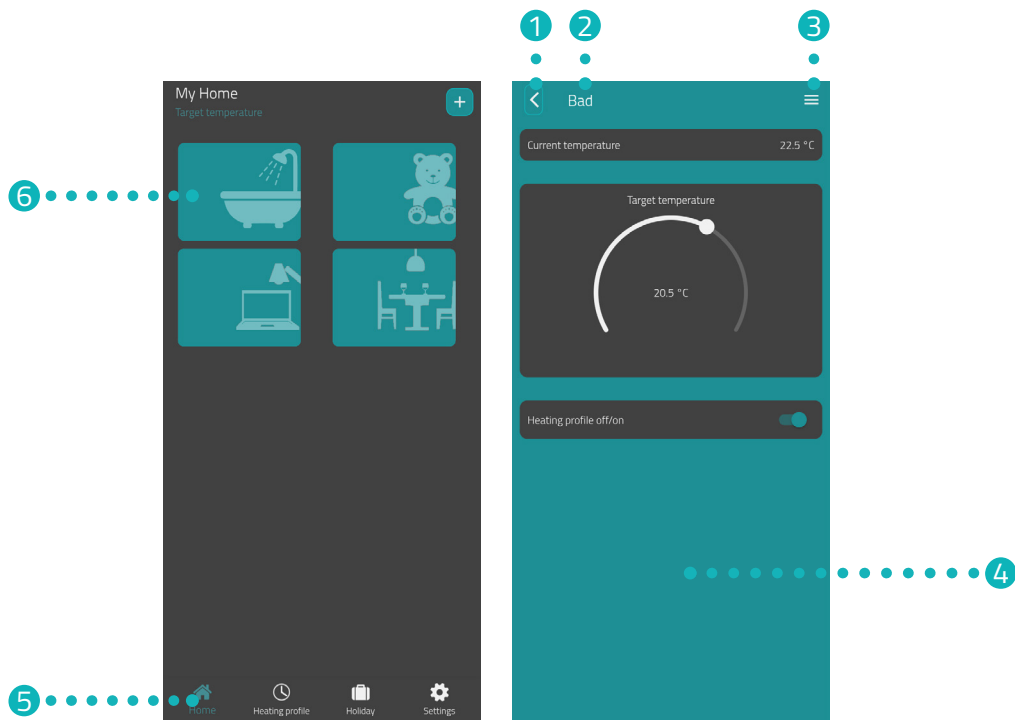 1 2 3
My Home
Target temperature
+
Bad
Current temperature 22.5 °C
Target temperature
20.5 °C
Heating profile off/on
6
4
5
Home Heating profile Holiday Settings